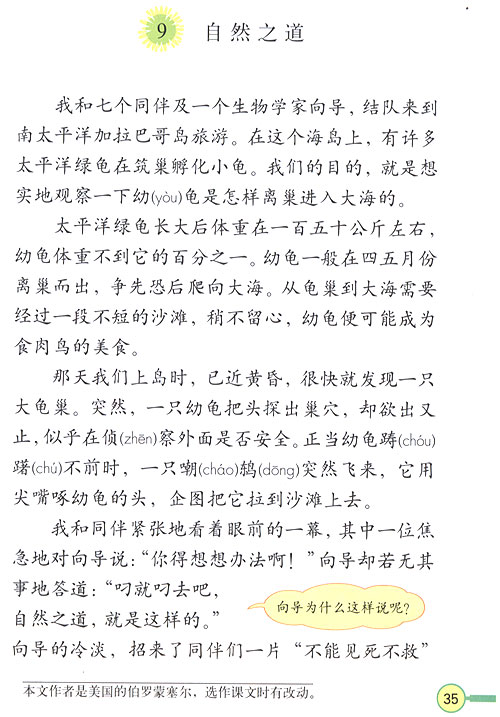 9 自然之道
我和七个同伴及一个生物学家向导，结队来到
南太平洋加拉巴哥岛旅游。在这个海岛上，有许多
太平洋绿龟在筑巢孵化小龟。我们的目的，就是想
实地观察一下幼(yòu)龟是怎样离巢进入大海的。
太平洋绿龟长大后体重在一百五十公斤左右，
幼龟体重不到它的百分之一。幼龟一般在四五月份
离巢而出，争先恐后爬向大海。从龟巢到大海需要
经过一段不短的沙滩，稍不留心，幼龟便可能成为
食肉鸟的美食。
那天我们上岛时，已近黄昏，很快就发现一只
大龟巢。突然，一只幼龟把头探出巢穴，却欲出又
止，似乎在侦(zhēn)察外面是否安全。正当幼龟踌(chóu)
躇(chú)不前时，一只嘲(cháo)鸫(dōng)突然飞来，它用
尖嘴啄幼龟的头，企图把它拉到沙滩上去。
我和同伴紧张地看着眼前的一幕，其中一位焦
急地对向导说：“你得想想办法啊！”向导却若无其
事地答道：“叼就叼去吧，
自然之道，就是这样的。”
向导为什么这样说呢？
向导的冷淡，招来了同伴们一片“不能见死不救”
本文作者是美国的伯罗蒙塞尔，选作课文时有改动。
35